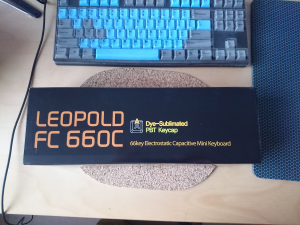 LEOPOLD
FC 660C
Dye-Sublimated
PBT Keycap
66key Electrostatic Capacitive Mini Keyboard